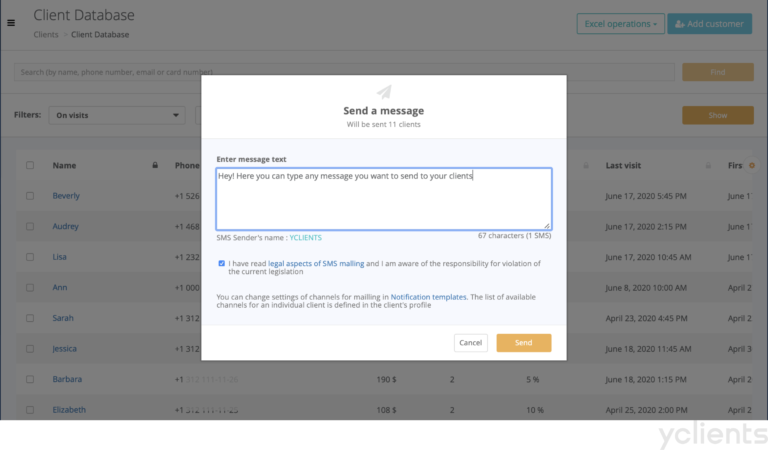 Client Database
Clients > Client Database
Excel operations
Add customer
Search (by name, phone number, email or card number)
Find
Filters:
On visits
Show
Send a message
Will be sent 11 clients
Enter message text
Hey! Here you can type any message you want to send to your clients
SMS Sender's name : YCLIENTS
67 characters (1 SMS)
I have read legal aspects of SMS mailing and I am aware of the responsibility for violation of
the current legislation
You can change settings of channels for mailling in Notification templates. The list of available
channels for an individual client is defined in the client's profile
Cancel
Send
Name Phone Last visit Firs
Beverly +1 526 June 17, 2020 5:45 PM June 1
Audrey +1 468 June 17, 2020 2:15 PM June 1
Lisa +1 232 June 17, 2020 10:45 AM June 1
Ann +1 000 June 8, 2020 10:00 AM April 2
Sarah +1 312 April 23, 2020 4:45 PM April 2
Jessica +1 312 June 18, 2020 11:45 AM April 3
Barbara +1 312 111-11-26 190 $ 2 5 % June 18, 2020 1:15 PM April 2
Elizabeth +1 312 111-11-25 108 $ 2 10 % April 25, 2020 2:00 PM April 2
yclients